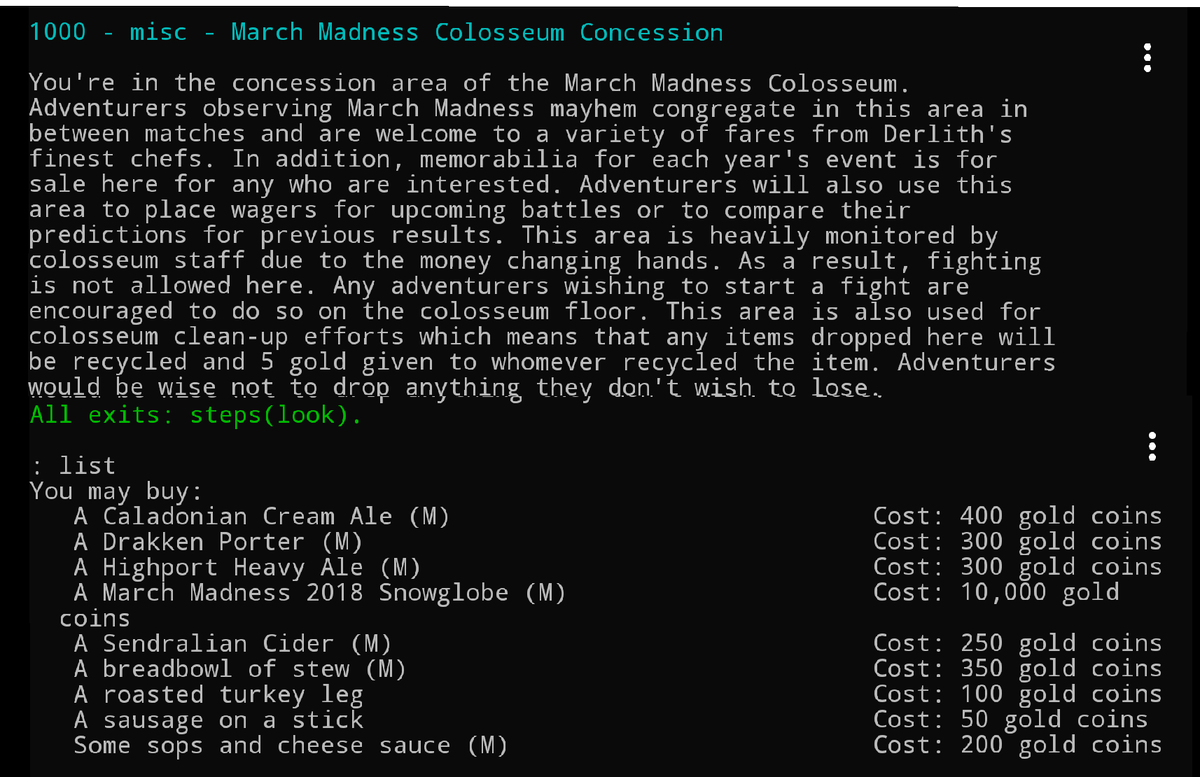 1000 - misc - March Madness Colosseum Concession
You're in the concession area of the March Madness Colosseum.
Adventurers observing March Madness mayhem congregate in this area in
between matches and are welcome to a variety of fares from Derlith's
finest chefs. In addition, memorabilia for each year's event is for
sale here for any who are interested. Adventurers will also use this
area to place wagers for upcoming battles or to compare their
predictions for previous results. This area is heavily monitored by
colosseum staff due to the money changing hands. As a result, fighting
is not allowed here. Any adventurers wishing to start a fight are
encouraged to do so on the colosseum floor. This area is also used for
colosseum clean-up efforts which means that any items dropped here will
be recycled and 5 gold given to whomever recycled the item. Adventurers
would be wise not to drop anything they don't wish to lose.
All exits: steps(look).
: list
You may buy:
A Caladonian Cream Ale (M) Cost: 400 gold coins
A Drakken Porter (M) Cost: 300 gold coins
A Highport Heavy Ale (M) Cost: 300 gold coins
A March Madness 2018 Snowglobe (M) Cost: 10,000 gold
coins
A Sendralian Cider (M) Cost: 250 gold coins
A breadbowl of stew (M) Cost: 350 gold coins
A roasted turkey leg Cost: 100 gold coins
A sausage on a stick Cost: 50 gold coins
Some sops and cheese sauce (M) Cost: 200 gold coins